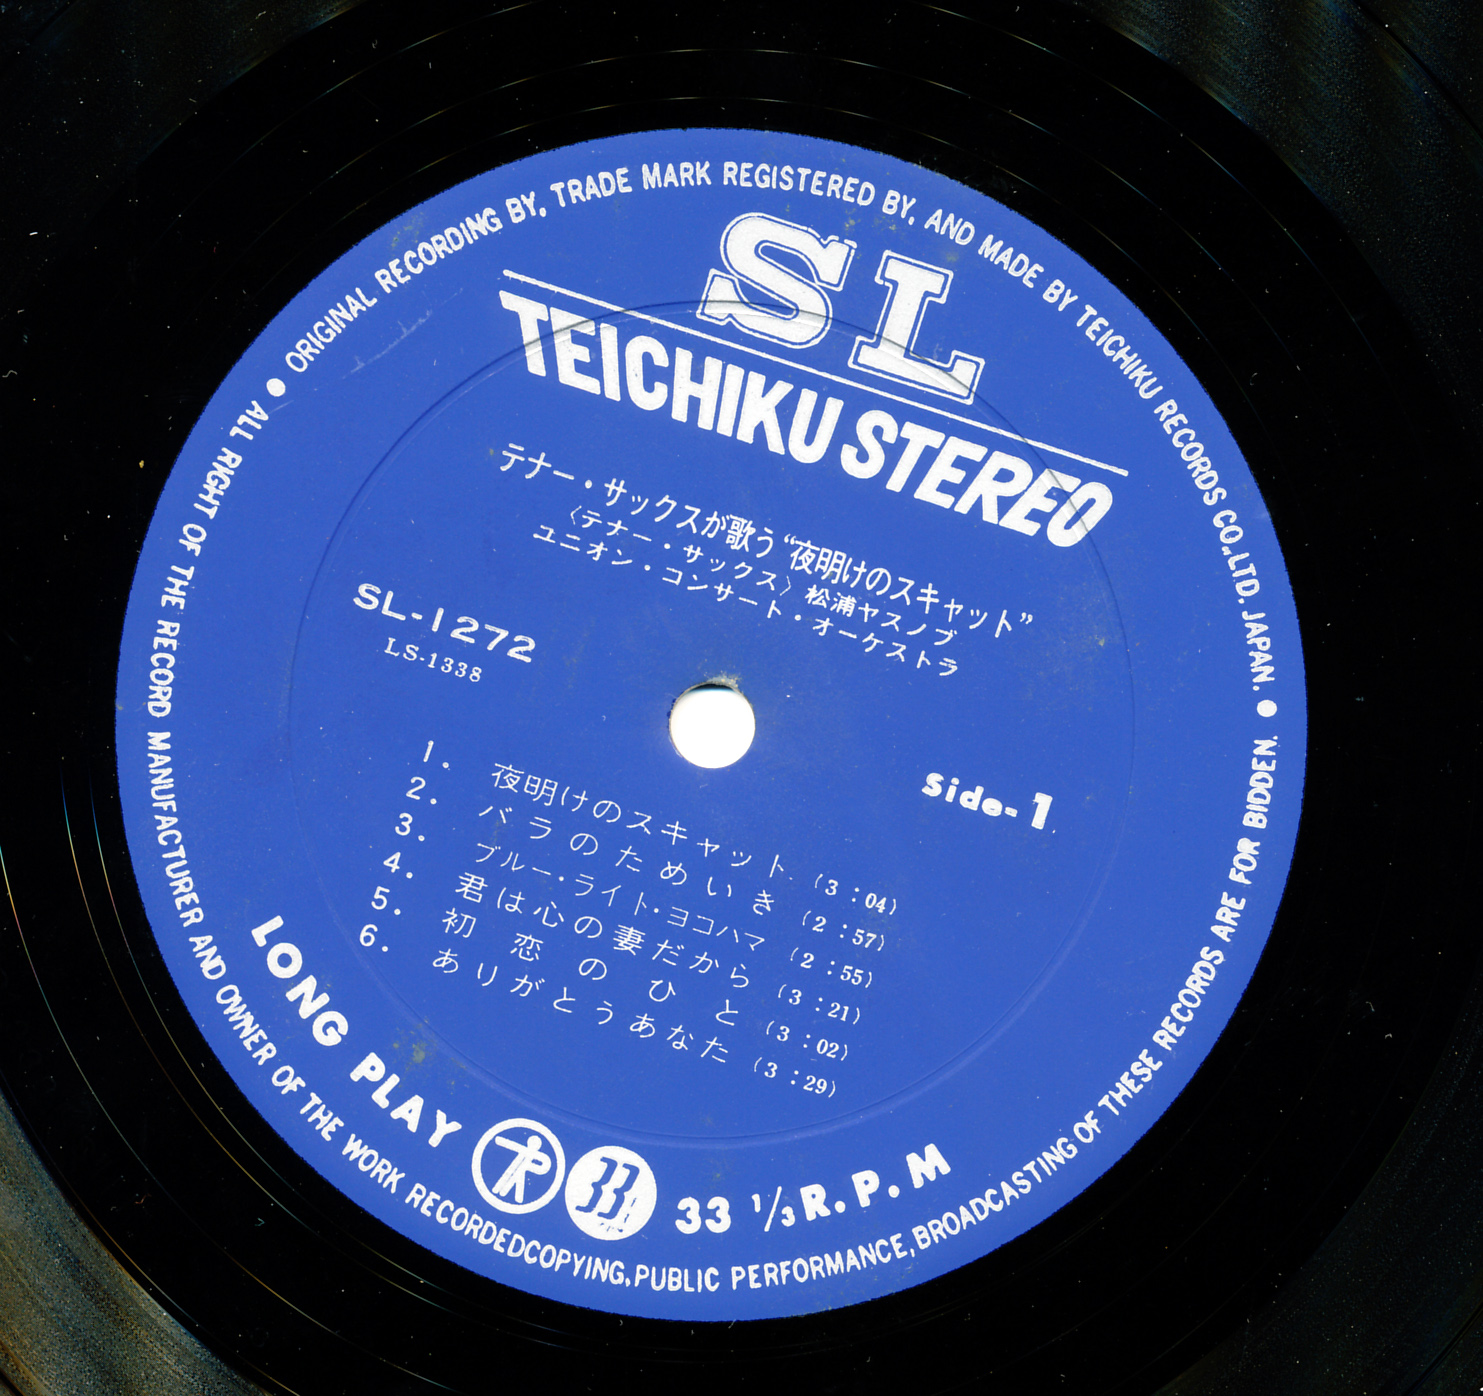 ● ORIGINAL RECORDING BY, TRADE MARK REGISTERED BY, AND MADE BY TEICHIKU RECORDS CO.,LTD. JAPAN.
SL
TEICHIKU STEREO
テナー・サックスが歌う“夜明けのスキャット”
〈テナー・サックス〉松浦ヤスノブ
ユニオン・コンサート・オーケストラ
SL-1272
LS.1338
Side-1
1. 夜明けのスキャット (3:04)
2. バラのためいき (2:57)
3. ブルー・ライト・ヨコハマ (2:55)
4. 君は心の妻だから (3:21)
5. 初恋のひと (3:02)
6. ありがとうあなた (3:29)
LONG PLAY
33
33 1/3 R.P.M
● ALL RIGHT OF THE RECORD MANUFACTURER AND OWNER OF THE WORK RECORDEDCOPYING,PUBLIC PERFORMANCE,BROADCASTING OF THESE RECORDS ARE FOR BIDDEN. ●